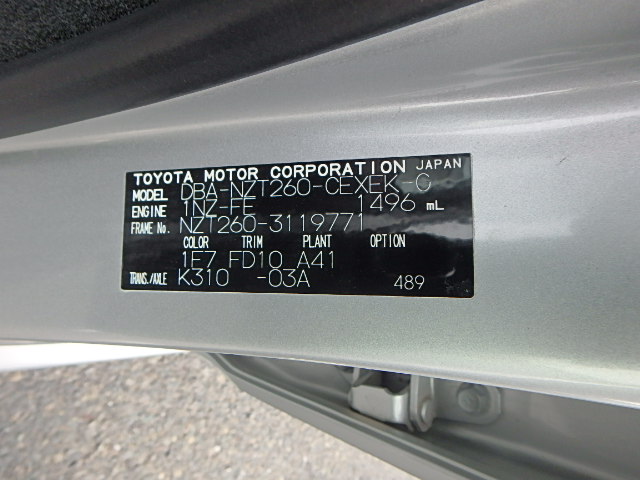 TOYOTA MOTOR CORPORATION JAPAN
MODEL DBA-NZT260-CEXEK-G
ENGINE 1NZ-FE 1496 mL
FRAME No. NZT260-3119771
COLOR TRIM PLANT OPTION
1F7 FD10 A41
TRANS./AXLE K310 -03A 489